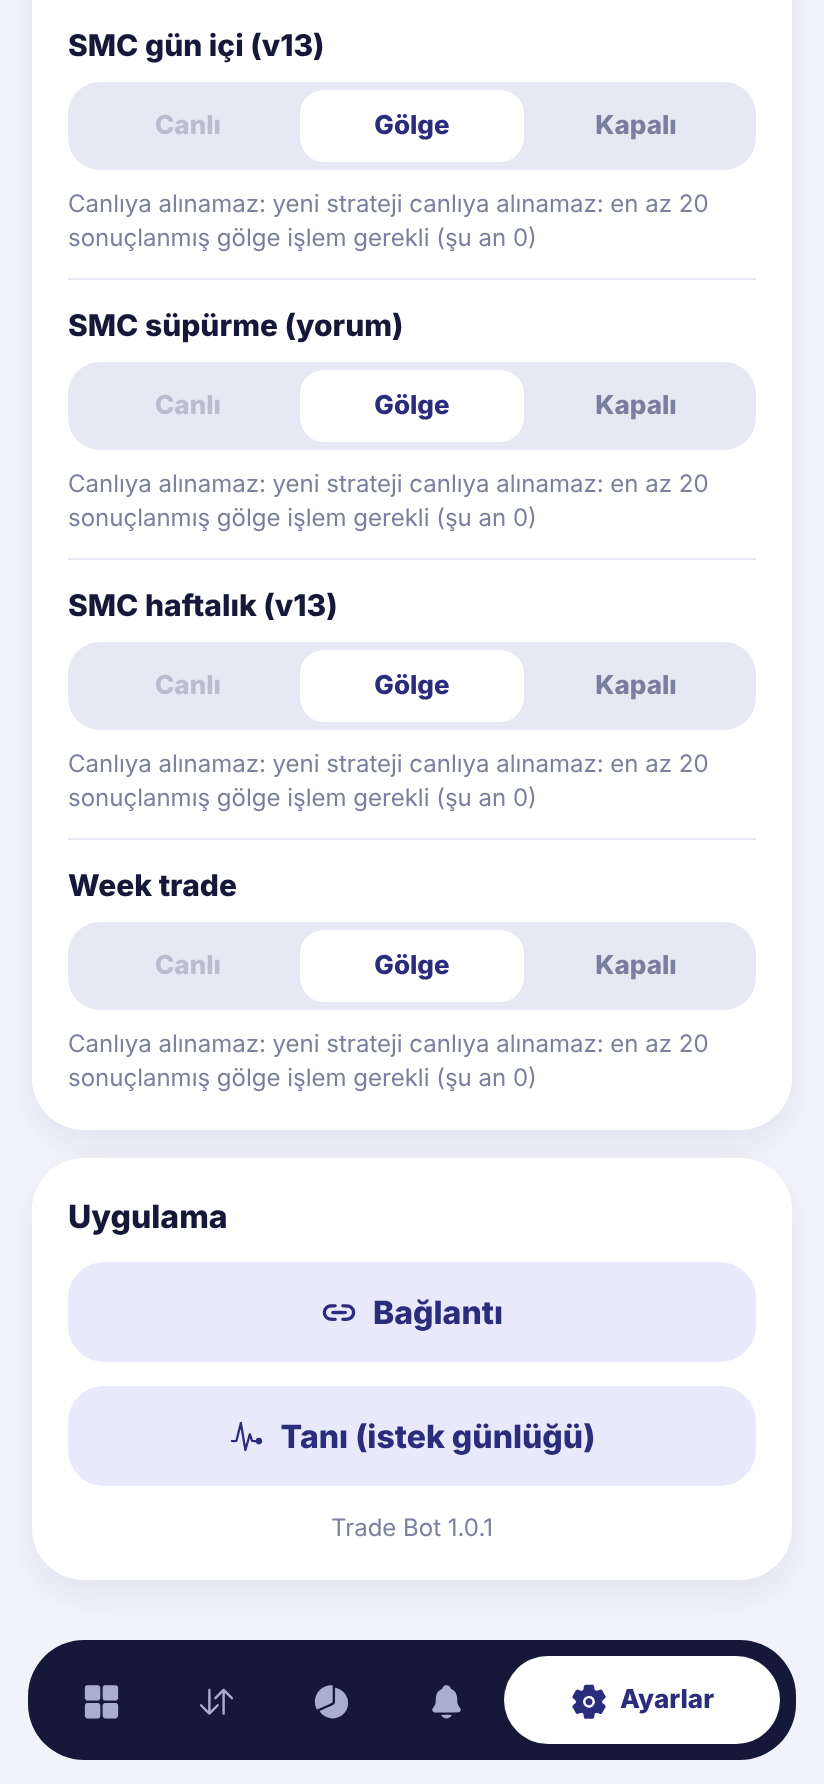 SMC gün içi (v13)
Canlı
Gölge
Kapalı
Canlıya alınamaz: yeni strateji canlıya alınamaz: en az 20
sonuçlanmış gölge işlem gerekli (şu an 0)
SMC süpürme (yorum)
Canlı
Gölge
Kapalı
Canlıya alınamaz: yeni strateji canlıya alınamaz: en az 20
sonuçlanmış gölge işlem gerekli (şu an 0)
SMC haftalık (v13)
Canlı
Gölge
Kapalı
Canlıya alınamaz: yeni strateji canlıya alınamaz: en az 20
sonuçlanmış gölge işlem gerekli (şu an 0)
Week trade
Canlı
Gölge
Kapalı
Canlıya alınamaz: yeni strateji canlıya alınamaz: en az 20
sonuçlanmış gölge işlem gerekli (şu an 0)
Uygulama
Bağlantı
Tanı (istek günlüğü)
Trade Bot 1.0.1
Ayarlar